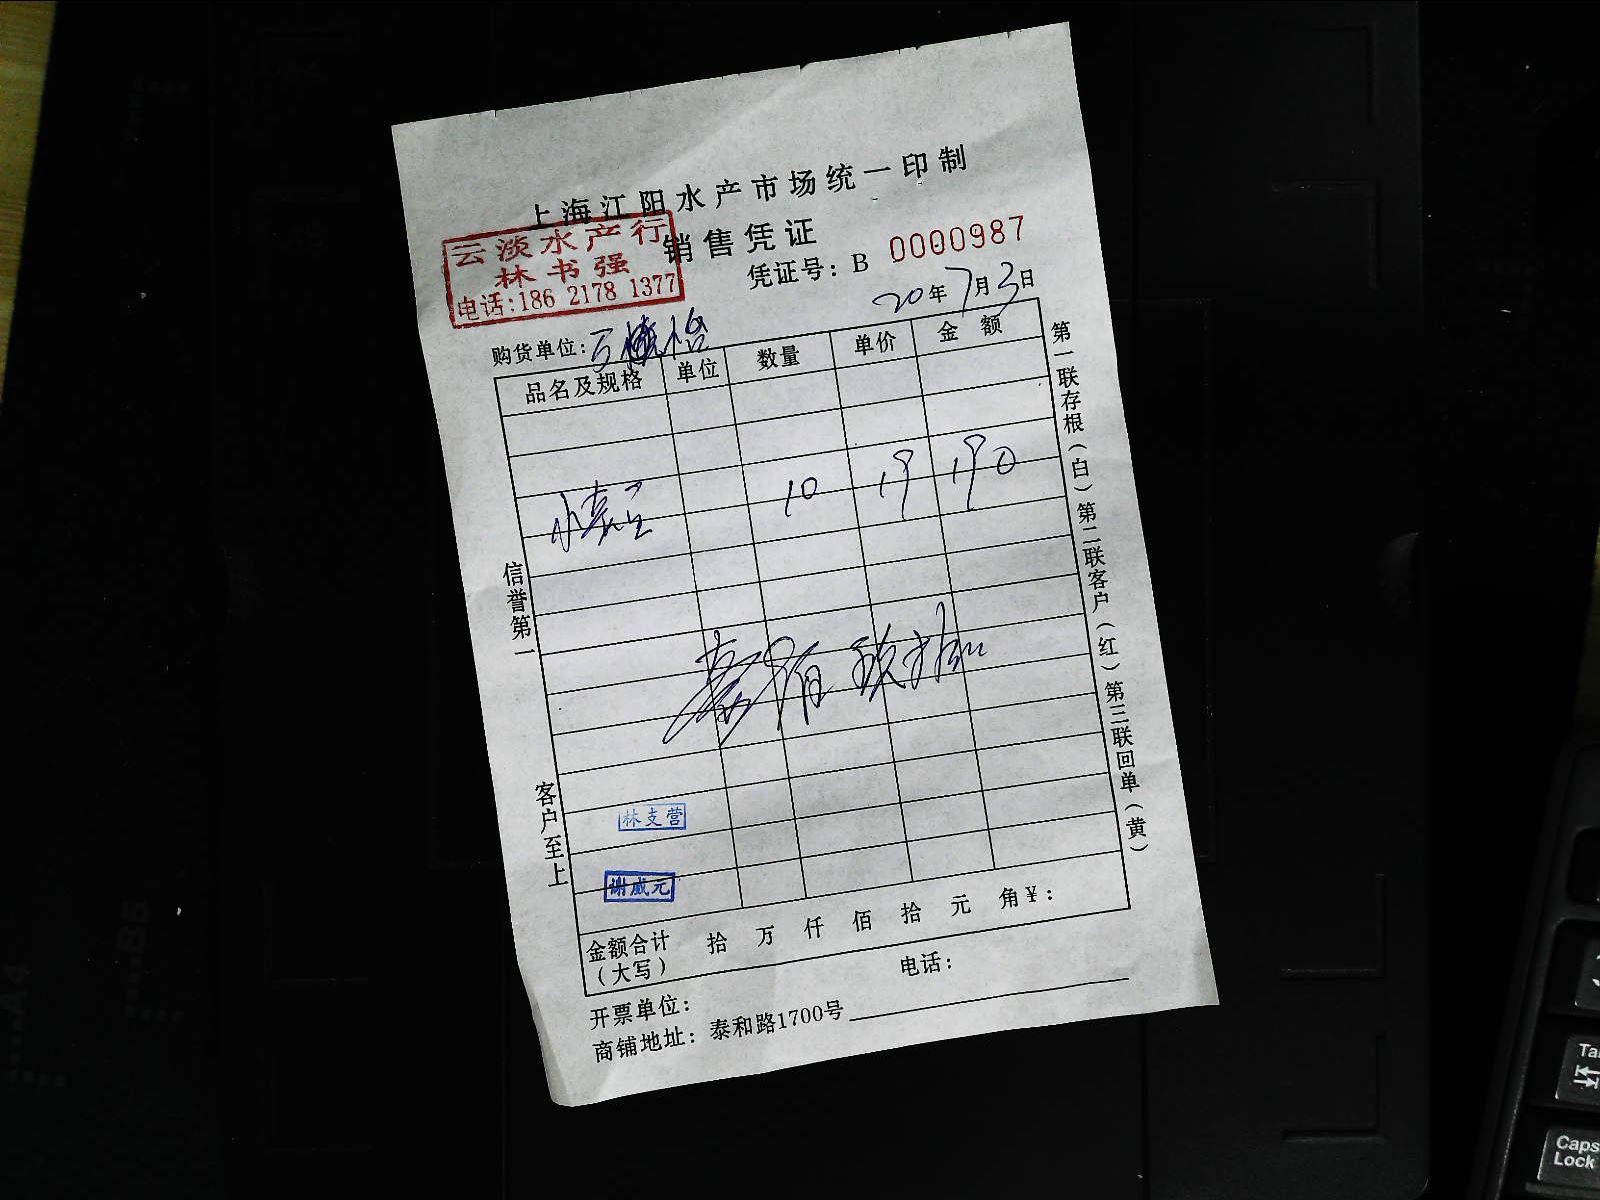 上海江阳水产市场统一印制
销售凭证
云淡水产行
林书强
电话:186 2178 1377
凭证号: B 0000987
20年7月3日
购货单位:
品名及规格 单位 数量 单价 金额
10 19 190
佰玖拾
林支营
谢威元
金额合计 拾 万 仟 佰 拾 元 角 ¥:
(大写)
电话:
开票单位:
商铺地址: 泰和路1700号
信誉第一 客户至上
第一联存根(白) 第二联客户(红) 第三联回单(黄)
Caps
Lock